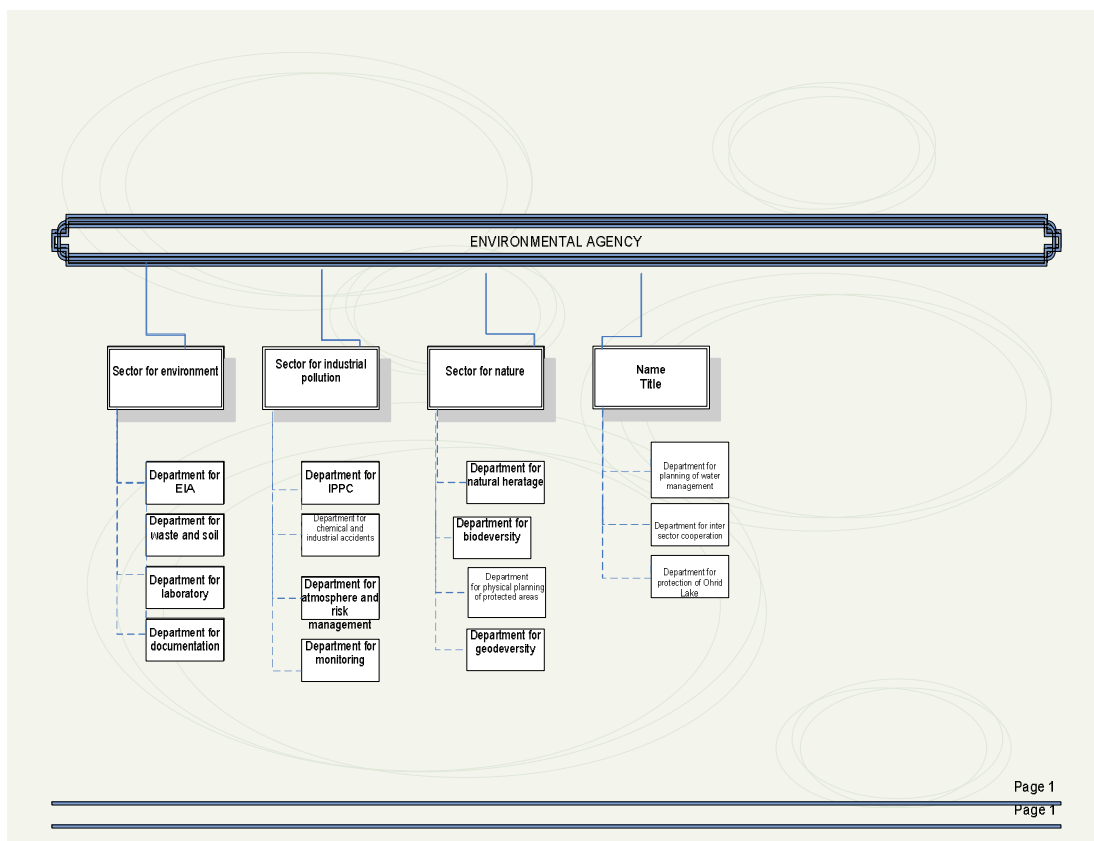 ENVIRONMENTAL AGENCY
Sector for environment
Department for
EIA
Department for
waste and soil
Department for
laboratory
Department for
documentation
Sector for industrial
pollution
Department for
IPPC
Department for
chemical and
industrial accidents
Department for
atmosphere and
risk
management
Department for
monitoring
Sector for nature
Department for
natural heratage
Department for
biodeversity
Department
for physical planning
of protected areas
Department for
geodeversity
Name
Title
Department for
planning of water
management
Department for inter
sector cooperation
Department for
protection of Ohrid
Lake
Page 1
Page 1